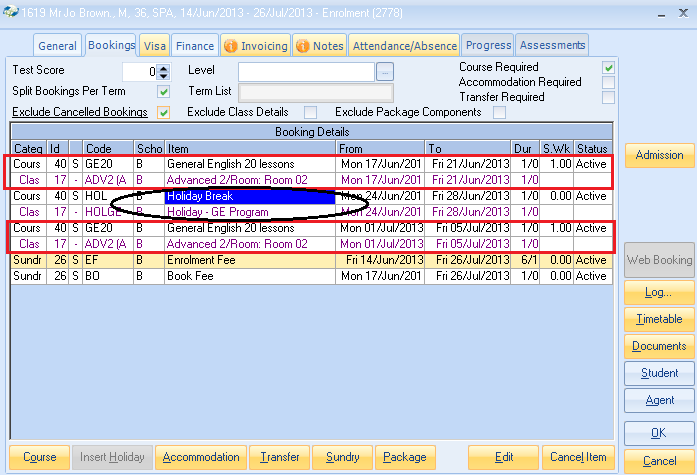 1619 Mr Jo Brown., M, 36, SPA, 14/Jun/2013 - 26/Jul/2013 - Enrolment (2778)
General Bookings Visa Finance Invoicing Notes Attendance/Absence Progress Assessments
Test Score 0 Level ... Course Required
Accommodation Required
Split Bookings Per Term Term List Transfer Required
Exclude Cancelled Bookings Exclude Class Details Exclude Package Components
Booking Details
Categ Id Code Scho Item From To Dur S.Wk Status
Cours 40 S GE20 B General English 20 lessons Mon 17/Jun/201 Fri 21/Jun/2013 1/0 1.00 Active
Clas 17 - ADV2 (A B Advanced 2/Room: Room 02 Mon 17/Jun/201 Fri 21/Jun/2013 1/0
Cours 40 S HOL B Holiday Break Mon 24/Jun/201 Fri 28/Jun/2013 1/0 0.00 Active
Clas 17 - HOLGE B Holiday - GE Program Mon 24/Jun/201 Fri 28/Jun/2013 1/0
Cours 40 S GE20 B General English 20 lessons Mon 01/Jul/2013 Fri 05/Jul/2013 1/0 1.00 Active
Clas 17 - ADV2 (A B Advanced 2/Room: Room 02 Mon 01/Jul/2013 Fri 05/Jul/2013 1/0
Sundr 26 S EF B Enrolment Fee Fri 14/Jun/2013 Fri 26/Jul/2013 6/1 0.00 Active
Sundr 26 S BO B Book Fee Mon 17/Jun/201 Fri 26/Jul/2013 1/0 0.00 Active
Admission
Web Booking
Log...
Timetable
Documents
Student
Agent
OK
Cancel
Course Insert Holiday Accommodation Transfer Sundry Package Edit Cancel Item